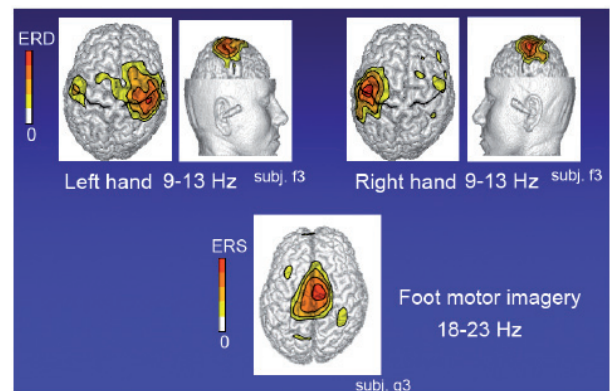 ERD
0
Left hand 9-13 Hz subj. f3
Right hand 9-13 Hz subj. f3
ERS
0
Foot motor imagery
18-23 Hz
subj. g3